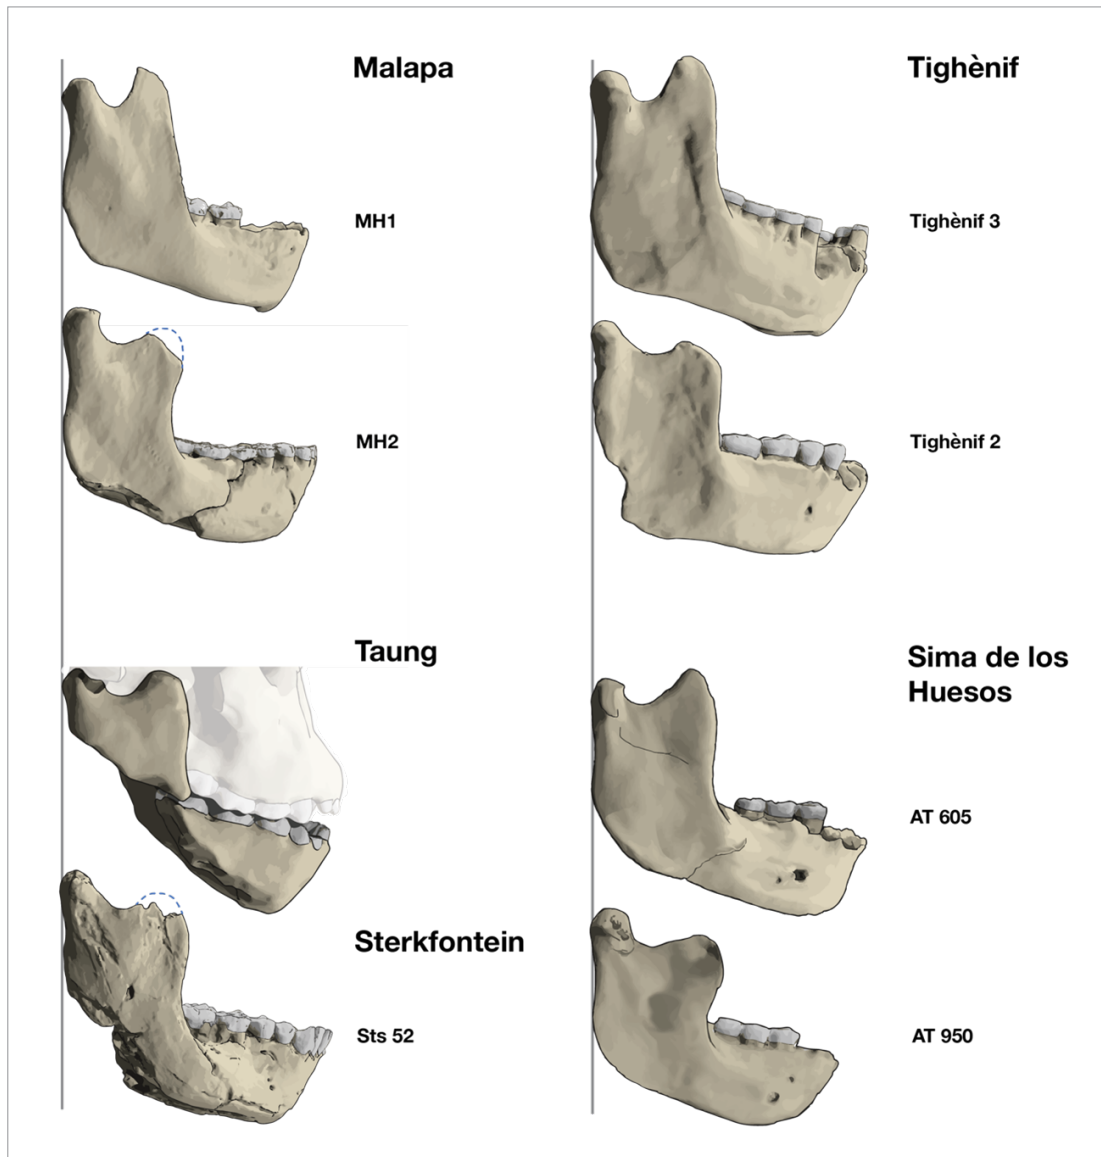 Malapa
MH1
MH2
Taung
Sterkfontein
Sts 52
Tighènif
Tighènif 3
Tighènif 2
Sima de los
Huesos
AT 605
AT 950